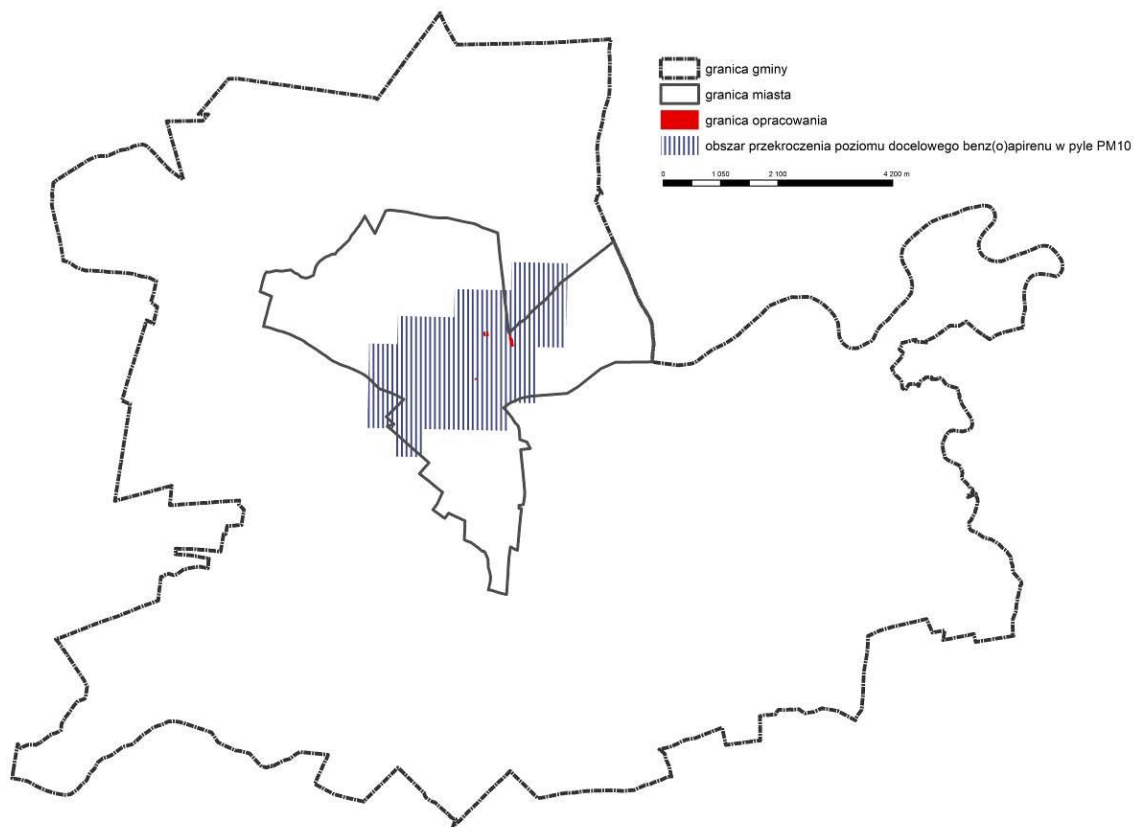 granica gminy
granica miasta
granica opracowania
obszar przekroczenia poziomu docelowego benz(o)apirenu w pyle PM10
0 1 050 2 100 4 200 m